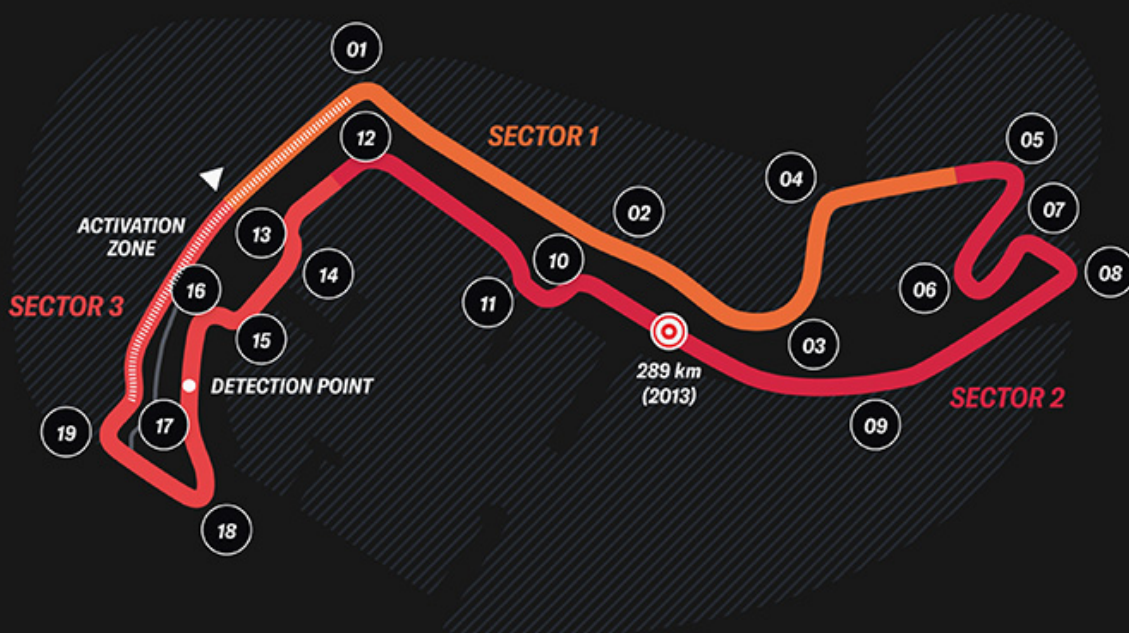 01
12
SECTOR 1
05
04
02
07
ACTIVATION
ZONE
13
10
14
08
16
11
06
SECTOR 3
15
03
289 km
(2013)
DETECTION POINT
SECTOR 2
19
17
09
18